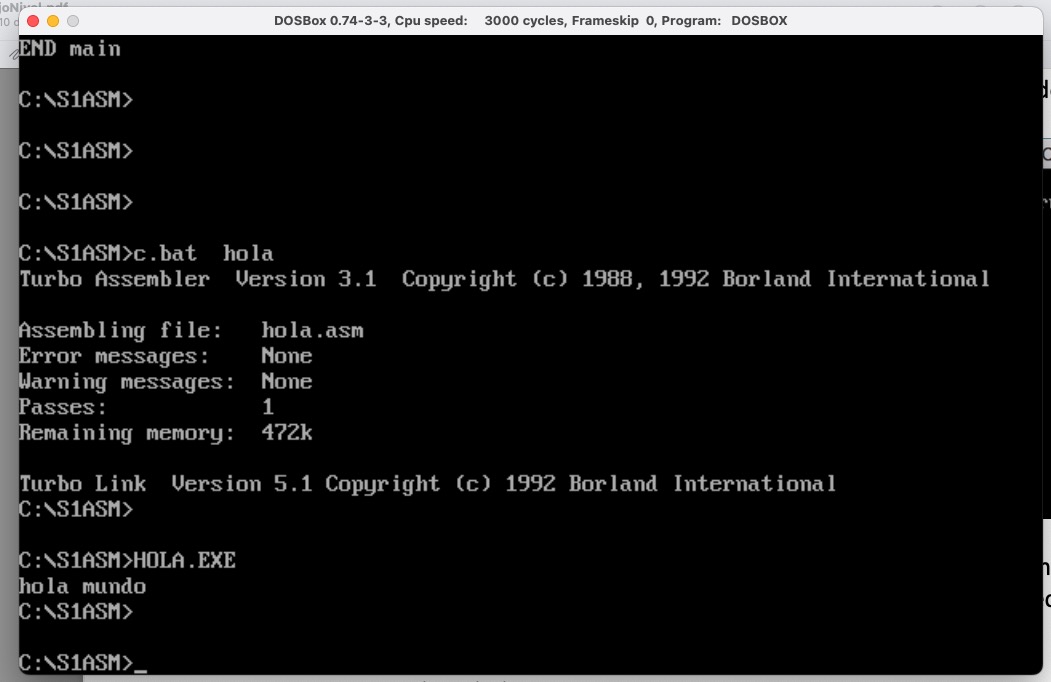 DOSBox 0.74-3-3, Cpu speed: 3000 cycles, Frameskip 0, Program: DOSBOX
END main
C:\S1ASM>
C:\S1ASM>
C:\S1ASM>
C:\S1ASM>c.bat  hola
Turbo Assembler  Version 3.1  Copyright (c) 1988, 1992 Borland International
Assembling file:   hola.asm
Error messages:    None
Warning messages:  None
Passes:            1
Remaining memory:  472k
Turbo Link  Version 5.1 Copyright (c) 1992 Borland International
C:\S1ASM>
C:\S1ASM>HOLA.EXE
hola mundo
C:\S1ASM>
C:\S1ASM>_